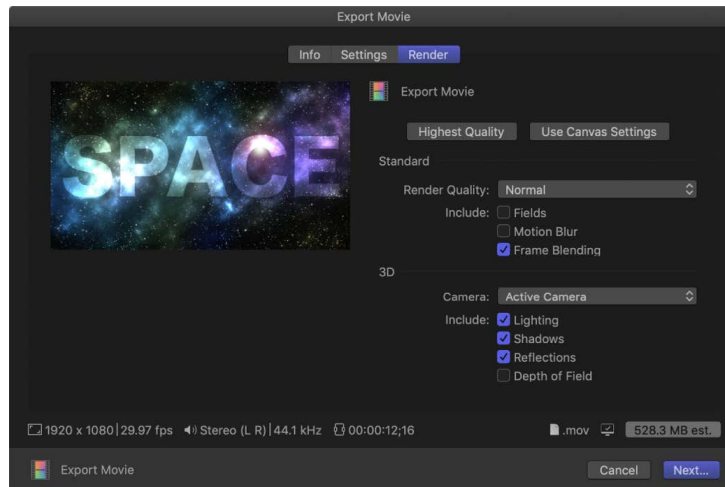 Export Movie
Info Settings Render
SPACE
Export Movie
Highest Quality Use Canvas Settings
Standard
Render Quality: Normal
Include: Fields
Motion Blur
Frame Blending
3D
Camera: Active Camera
Include: Lighting
Shadows
Reflections
Depth of Field
1920 x 1080|29.97 fps Stereo (L R)|44.1 kHz 00:00:12;16 .mov 528.3 MB est.
Export Movie Cancel Next...